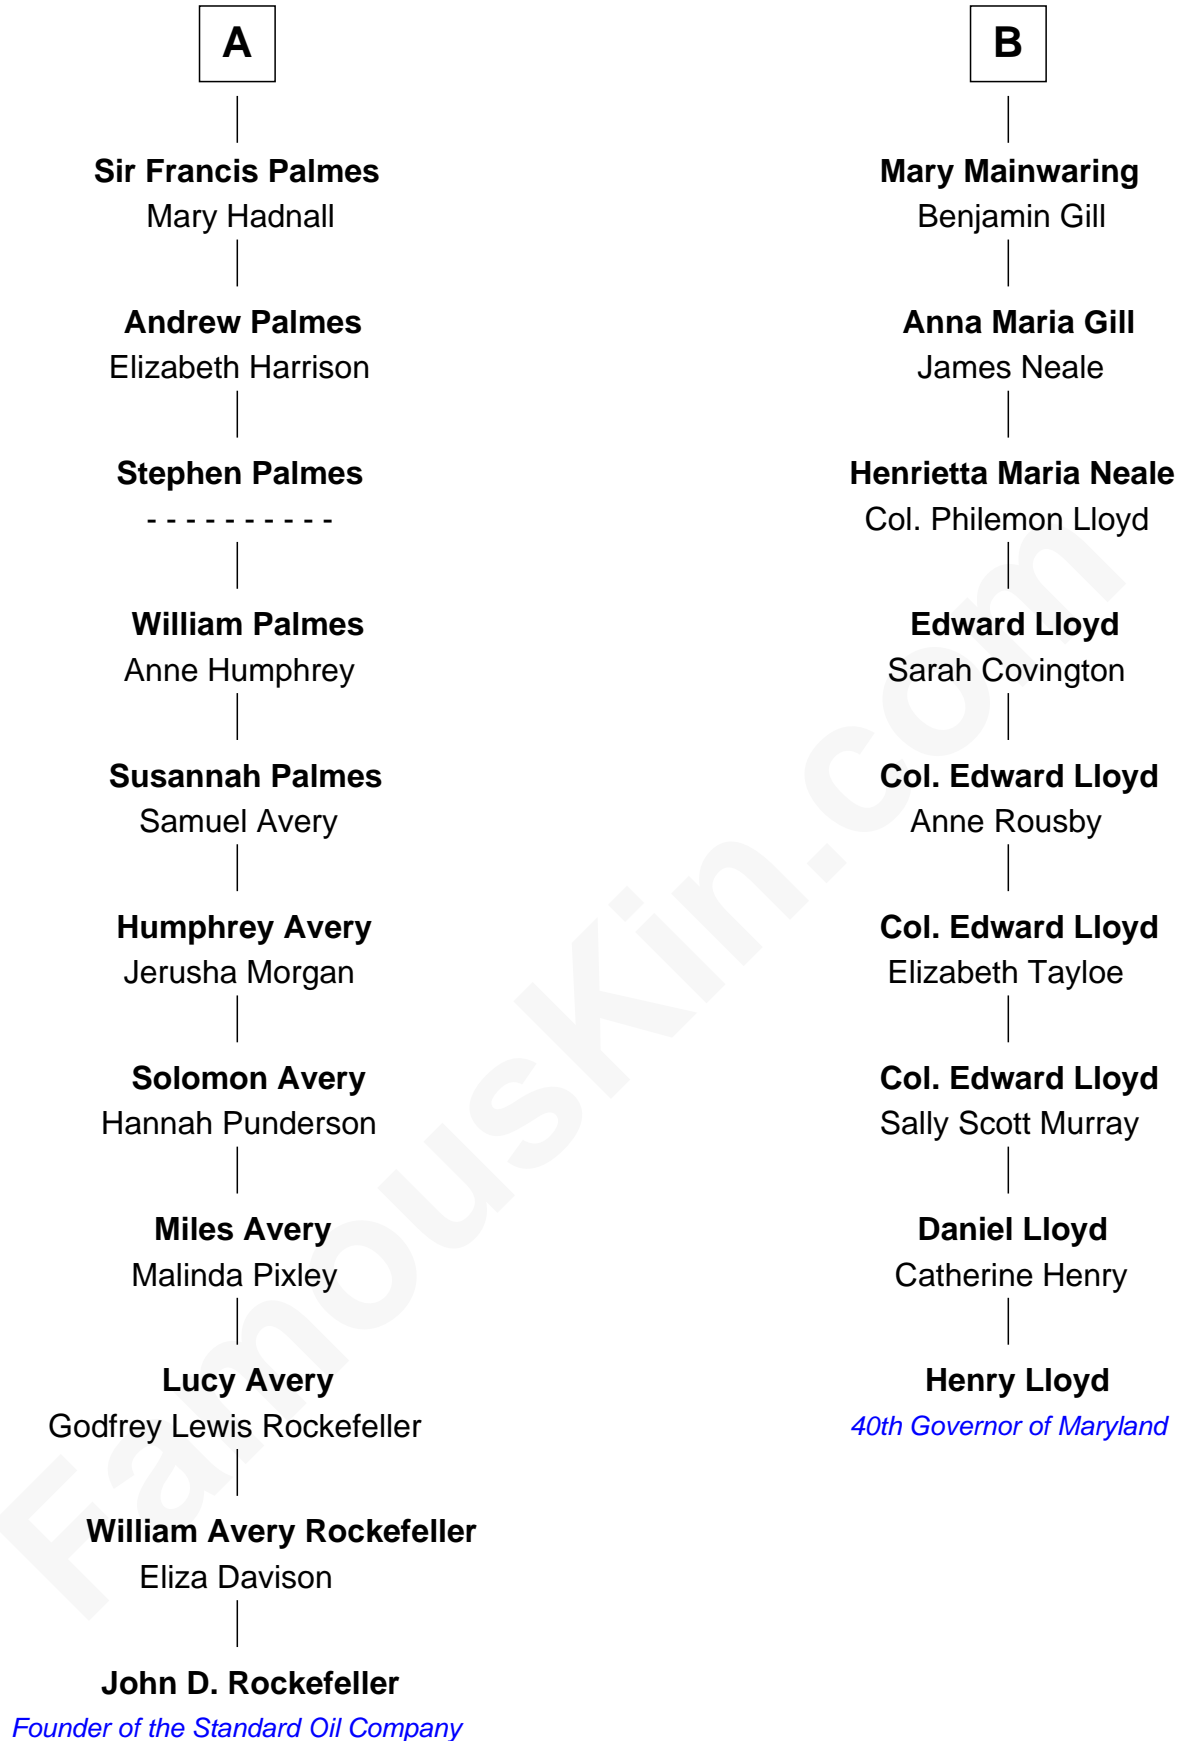 A
Sir Francis Palmes
Mary Hadnall
Andrew Palmes
Elizabeth Harrison
Stephen Palmes
- - - - - - - - - -
William Palmes
Anne Humphrey
Susannah Palmes
Samuel Avery
Humphrey Avery
Jerusha Morgan
Solomon Avery
Hannah Punderson
Miles Avery
Malinda Pixley
Lucy Avery
Godfrey Lewis Rockefeller
William Avery Rockefeller
Eliza Davison
John D. Rockefeller
Founder of the Standard Oil Company
B
Mary Mainwaring
Benjamin Gill
Anna Maria Gill
James Neale
Henrietta Maria Neale
Col. Philemon Lloyd
Edward Lloyd
Sarah Covington
Col. Edward Lloyd
Anne Rousby
Col. Edward Lloyd
Elizabeth Tayloe
Col. Edward Lloyd
Sally Scott Murray
Daniel Lloyd
Catherine Henry
Henry Lloyd
40th Governor of Maryland
FamousKin.com